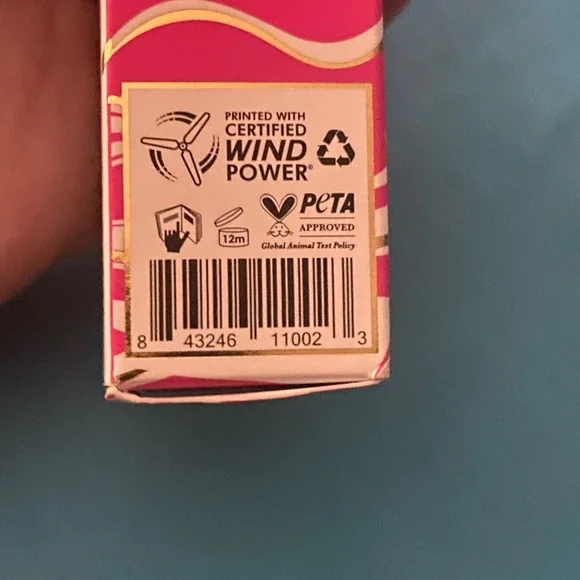 PRINTED WITH
CERTIFIED
WIND
POWER®
12m
PETA
APPROVED
Global Animal Test Policy
8 43246 11002 3